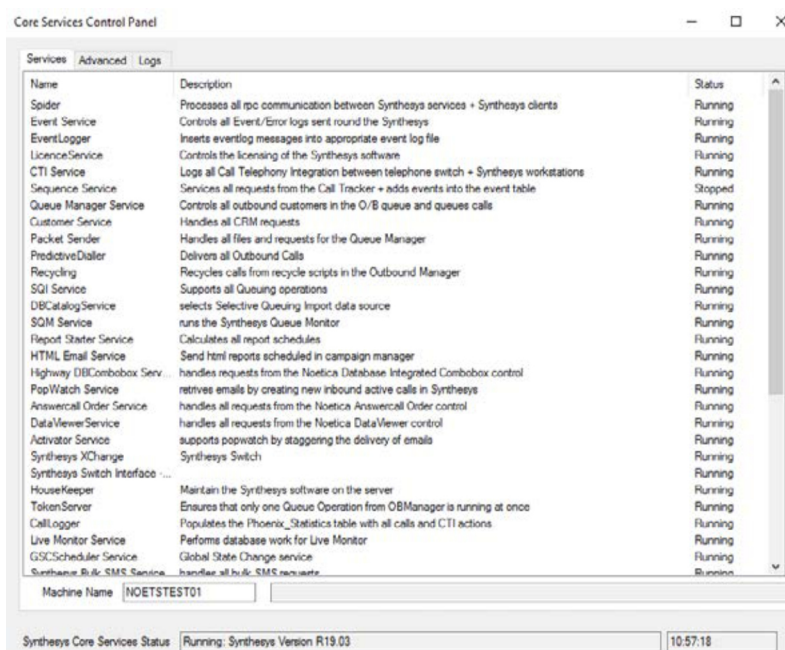 Core Services Control Panel
Services Advanced Logs
Name Description Status
Spider Processes all rpc communication between Synthesys services + Synthesys clients Running
Event Service Controls all Event/Error logs sent round the Synthesys Running
EventLogger Inserts eventlog messages into appropriate event log file Running
LicenceService Controls the licensing of the Synthesys software Running
CTI Service Logs all Call Telephony Integration between telephone switch + Synthesys workstations Running
Sequence Service Services all requests from the Call Tracker + adds events into the event table Stopped
Queue Manager Service Controls all outbound customers in the O/B queue and queues calls Running
Customer Service Handles all CRM requests Running
Packet Sender Handles all files and requests for the Queue Manager Running
PredictiveDialler Delivers all Outbound Calls Running
Recycling Recycles calls from recycle scripts in the Outbound Manager Running
SQI Service Supports all Queuing operations Running
DBCatalogService selects Selective Queuing Import data source Running
SQM Service runs the Synthesys Queue Monitor Running
Report Starter Service Calculates all report schedules Running
HTML Email Service Send html reports scheduled in campaign manager Running
Highway DBCombobox Serv... handles requests from the Noetica Database Integrated Combobox control Running
PopWatch Service retrives emails by creating new inbound active calls in Synthesys Running
Answercall Order Service handles all requests from the Noetica Answercall Order control Running
DataViewerService handles all requests from the Noetica DataViewer control Running
Activator Service supports popwatch by staggering the delivery of emails Running
Synthesys XChange Synthesys Switch Running
Synthesys Switch Interface -... Running
HouseKeeper Maintain the Synthesys software on the server Running
TokenServer Ensures that only one Queue Operation from OBManager is running at once Running
CallLogger Populates the Phoenix_Statistics table with all calls and CTI actions Running
Live Monitor Service Performs database work for Live Monitor Running
GSCScheduler Service Global State Change service Running
Synthesys Bulk SMS Service handles all bulk SMS requests Running
Machine Name NOETSTEST01
Synthesys Core Services Status Running: Synthesys Version R19.03 10:57:18